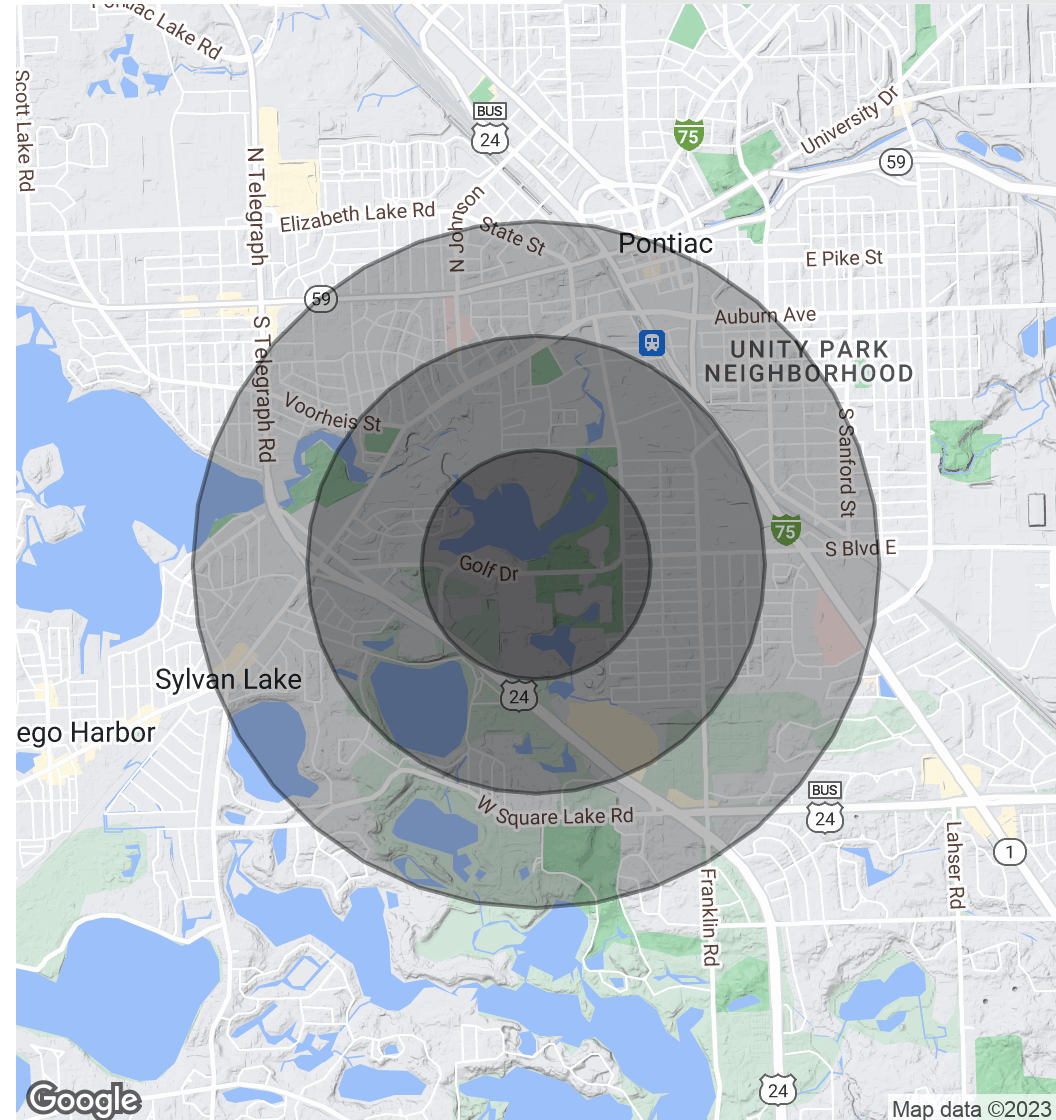 Pontiac Lake Rd
Scott Lake Rd
BUS
24
75
University Dr
59
N Telegraph
Elizabeth Lake Rd
N Johnson
State St
Pontiac
E Pike St
59
Auburn Ave
S Telegraph Rd
UNITY PARK
NEIGHBORHOOD
Voorheis St
S Sanford St
75
S Blvd E
Golf Dr
Sylvan Lake
24
ego Harbor
BUS
24
W Square Lake Rd
1
Lahser Rd
Franklin Rd
24
Google
Map data ©2023